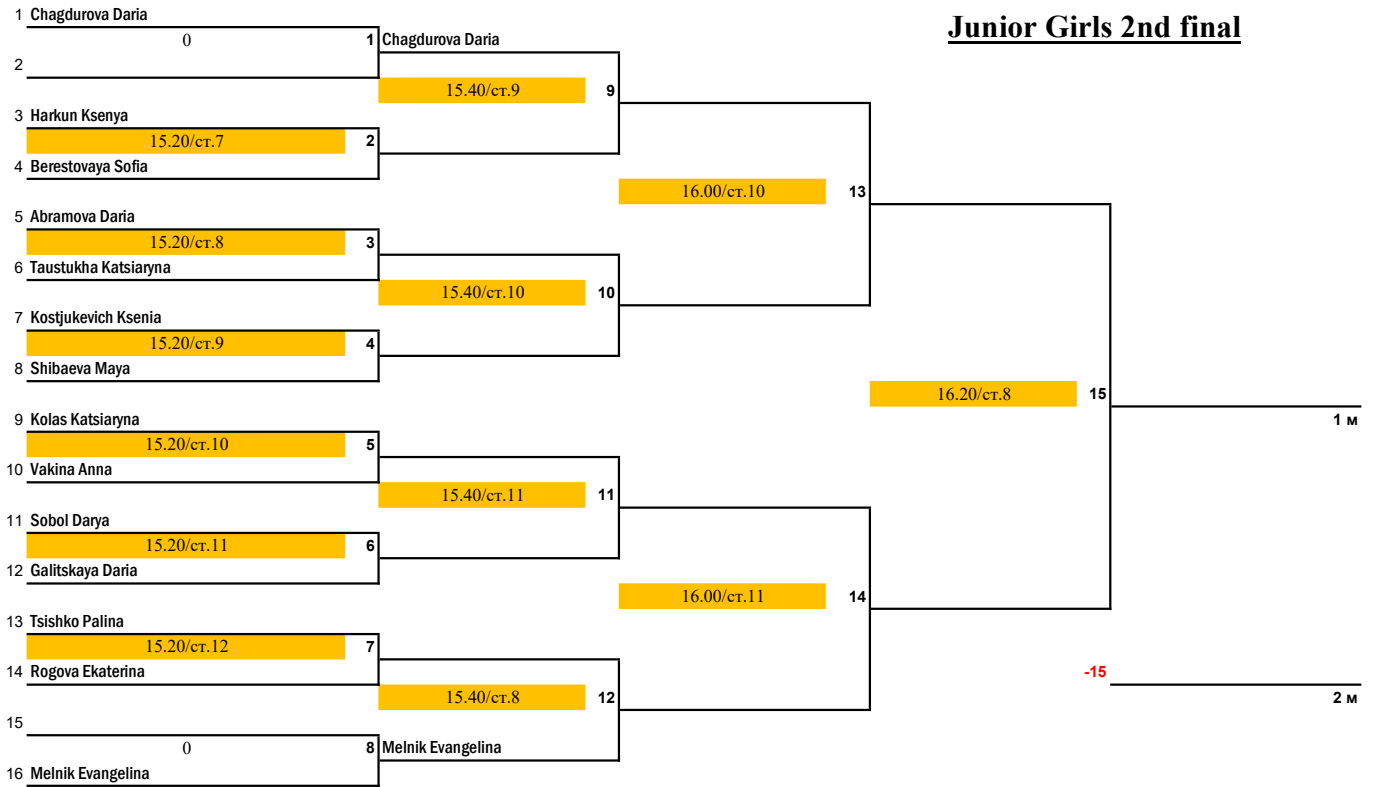 Junior Girls 2nd final
1 Chagdurova Daria
0 1 Chagdurova Daria
2
15.40/ст.9 9
3 Harkun Ksenya
15.20/ст.7 2
4 Berestovaya Sofia
16.00/ст.10 13
5 Abramova Daria
15.20/ст.8 3
6 Taustukha Katsiaryna
15.40/ст.10 10
7 Kostjukevich Ksenia
15.20/ст.9 4
8 Shibaeva Maya
16.20/ст.8 15
9 Kolas Katsiaryna
1 м
15.20/ст.10 5
10 Vakina Anna
15.40/ст.11 11
11 Sobol Darya
15.20/ст.11 6
12 Galitskaya Daria
16.00/ст.11 14
13 Tsishko Palina
15.20/ст.12 7
14 Rogova Ekaterina
-15
15.40/ст.8 12
2 м
15
0 8 Melnik Evangelina
16 Melnik Evangelina